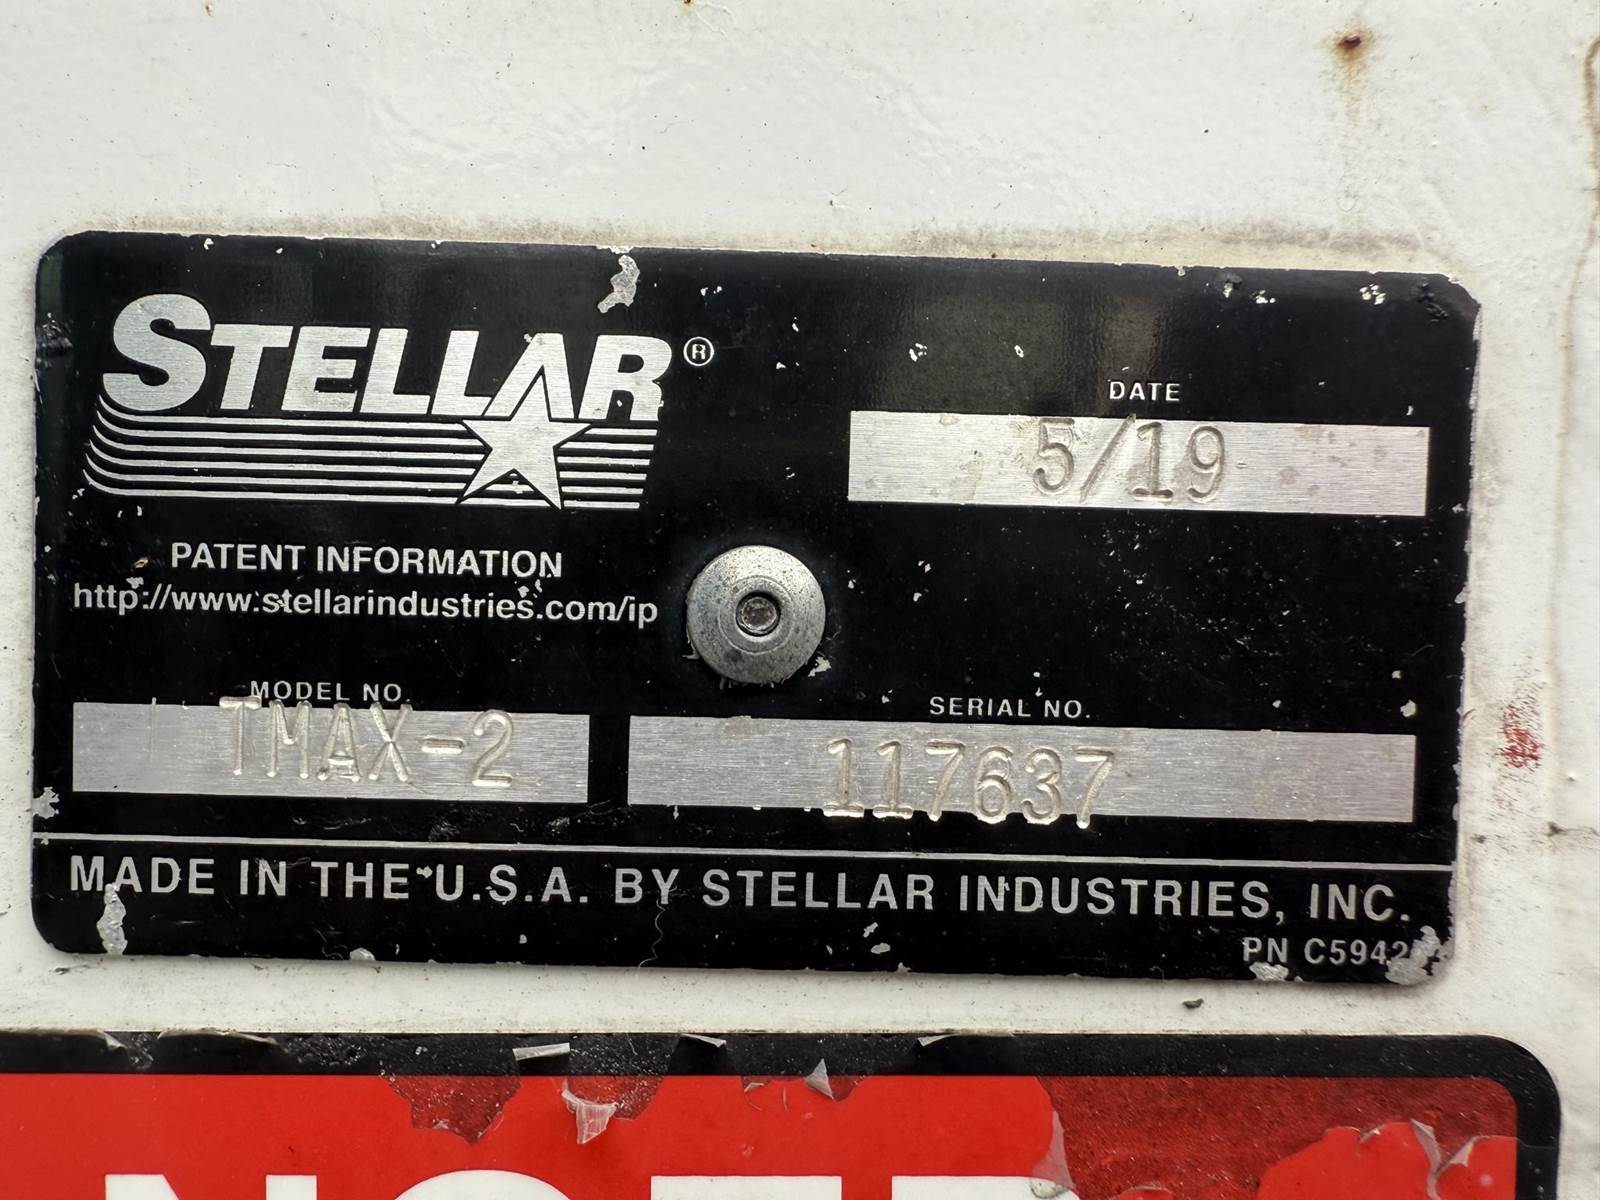 STELLAR®
DATE
5/19
PATENT INFORMATION
http://www.stellarindustries.com/ip
MODEL NO.
TMAX-2
SERIAL NO.
117637
MADE IN THE U.S.A. BY STELLAR INDUSTRIES, INC.
PN